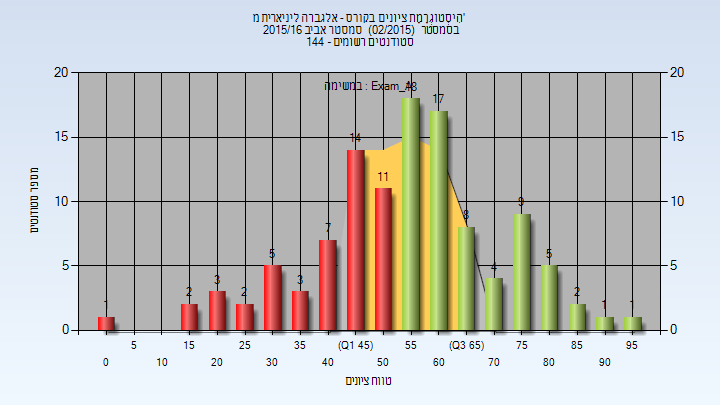 'הִיסְטוֹגְרָמַת ציונים בקורס - אלגברה ליניארית מ
בסמסטר (02/2015) סמסטר אביב 2015/16
סטודנטים רשומים - 144
במשימה : Exam_A
20 20
15 15
10 10
5 5
0 0
מספר סטודנטים
1 2 3 2 5 3 7 14 11 18 17 8 4 9 5 2 1 1
5 15 25 35 (Q1 45) 55 (Q3 65) 75 85 95
0 10 20 30 40 50 60 70 80 90
טווח ציונים